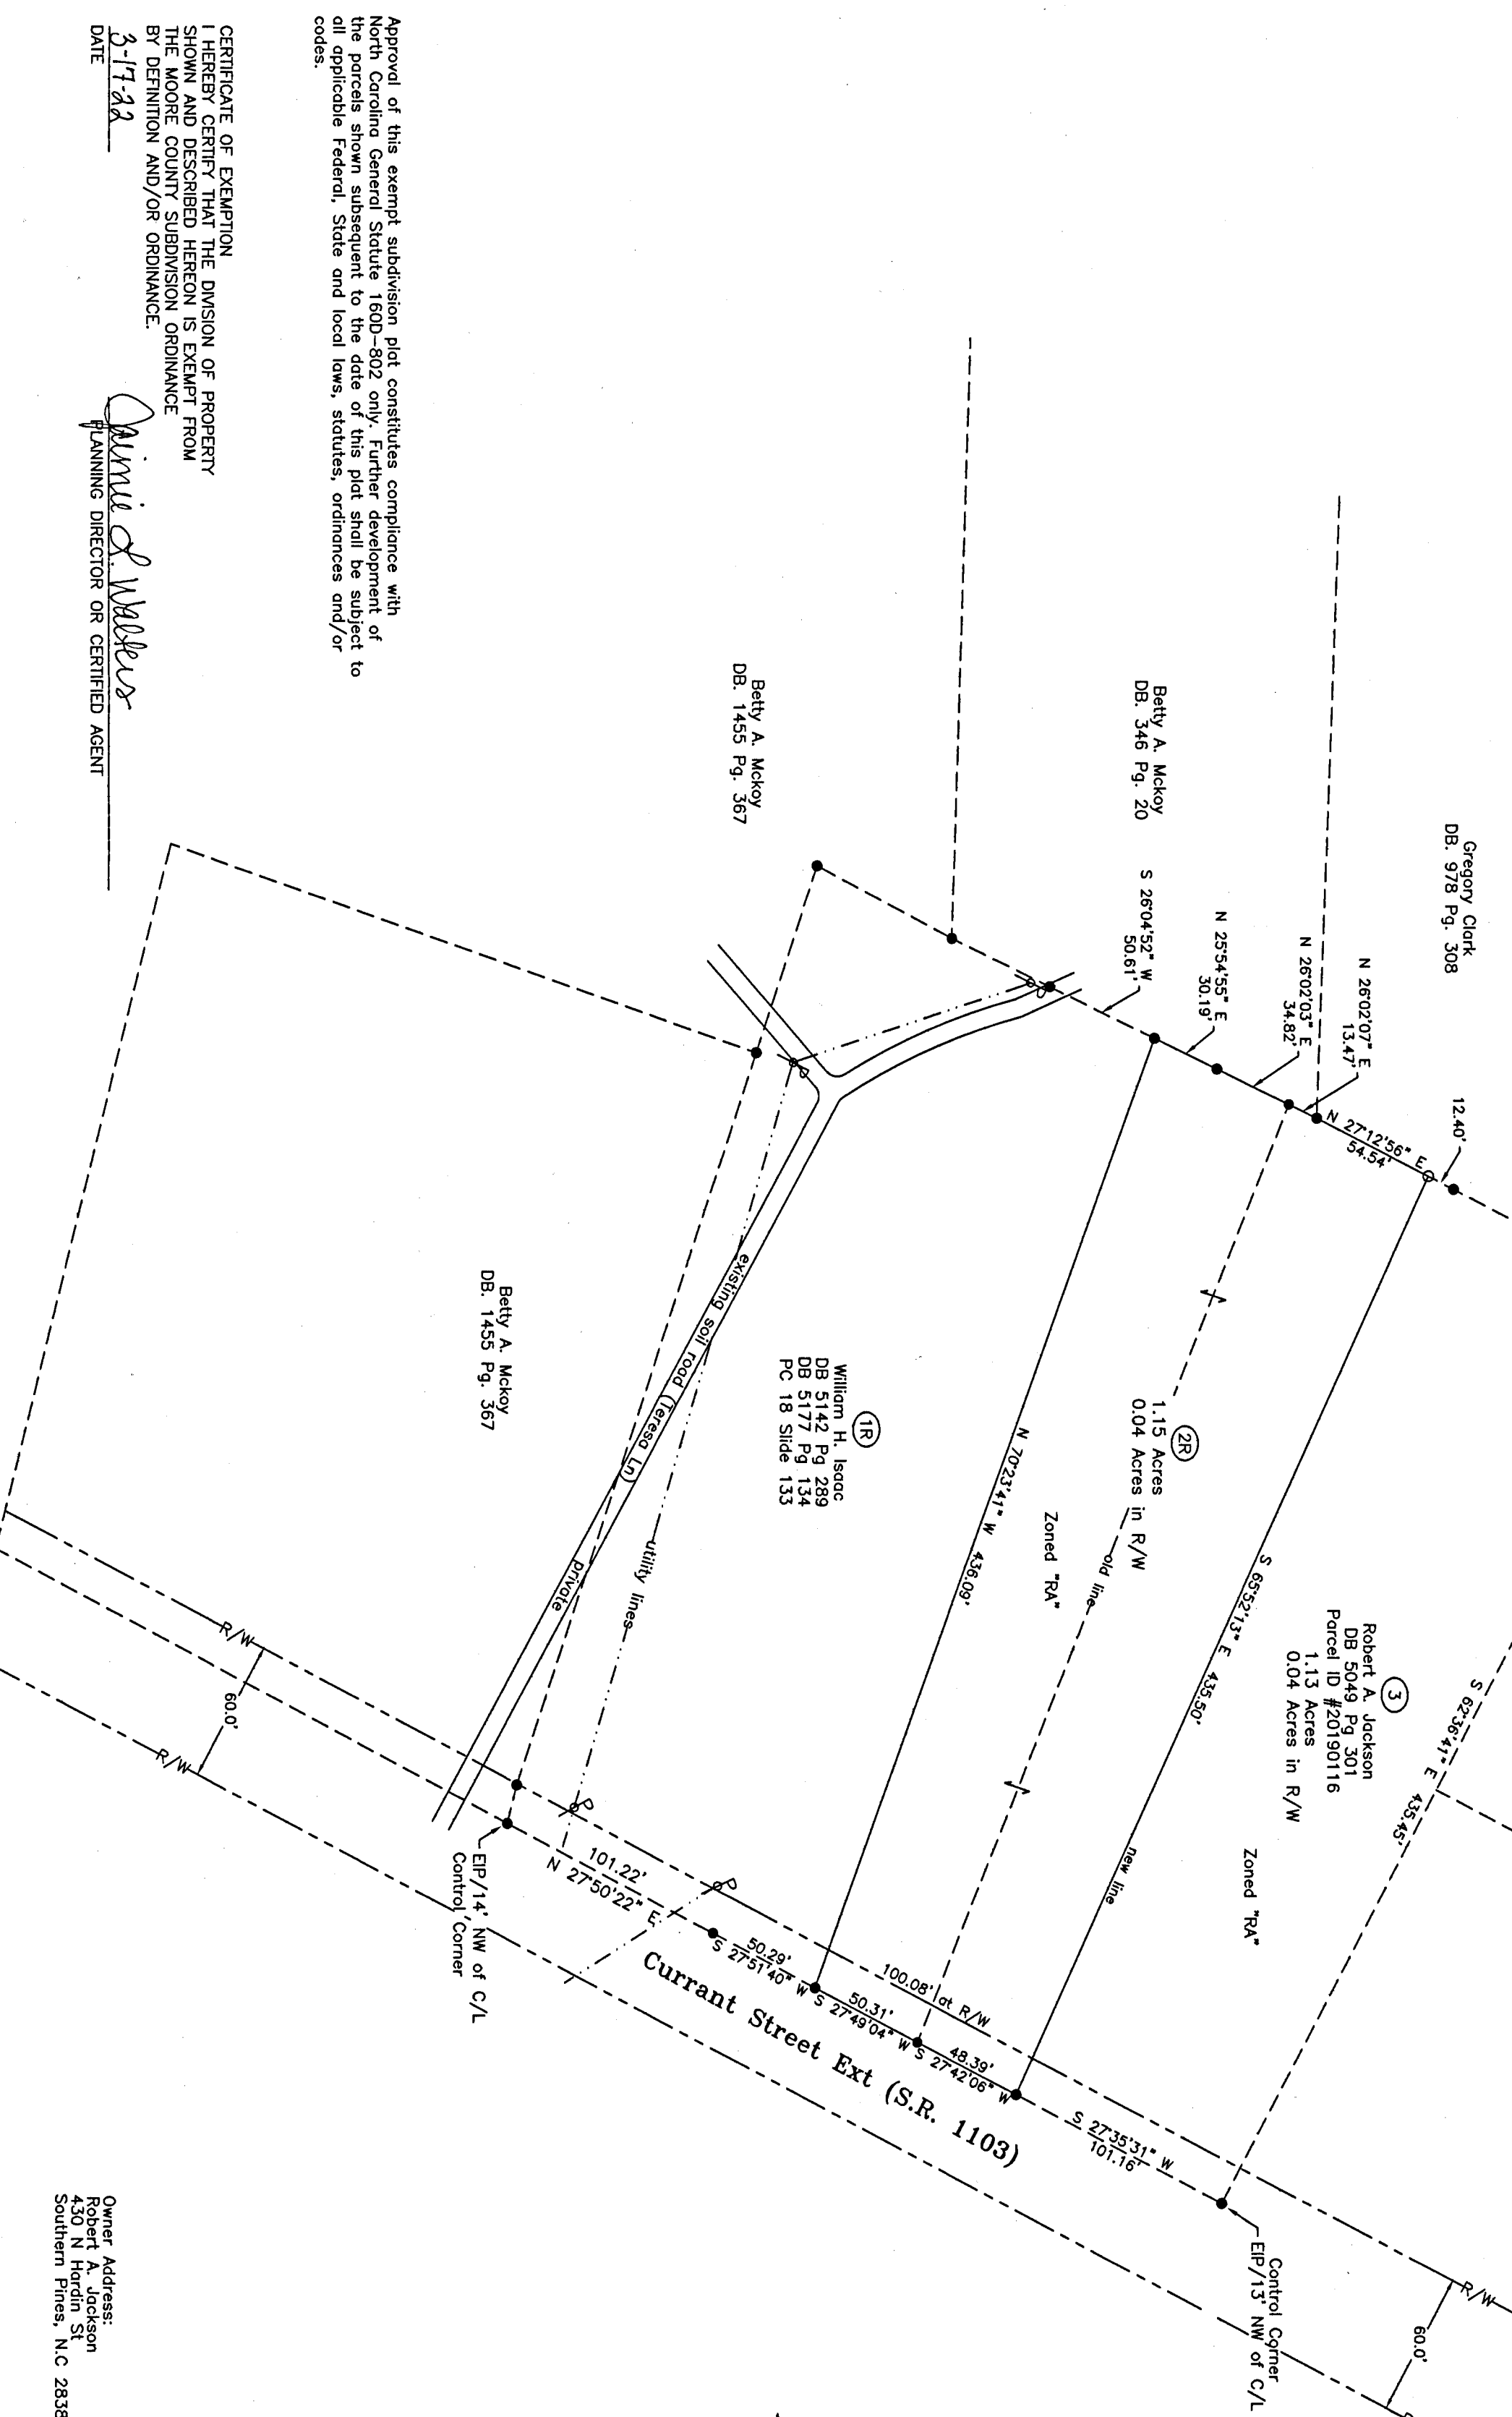 Approval of this exempt subdivision plat constitutes compliance with
North Carolina General Statute 160D-802 only. Further development of
the parcels shown subsequent to the date of this plat shall be subject to
all applicable Federal, State and local laws, statutes, ordinances and/or
codes.
CERTIFICATE OF EXEMPTION
I HEREBY CERTIFY THAT THE DIVISION OF PROPERTY
SHOWN AND DESCRIBED HEREON IS EXEMPT FROM
THE MOORE COUNTY SUBDIVISION ORDINANCE
BY DEFINITION AND/OR ORDINANCE.
3-17-22
DATE
Jaimie L. Walters
PLANNING DIRECTOR OR CERTIFIED AGENT
Gregory Clark
DB. 978 Pg. 308
Betty A. Mckoy
DB. 346 Pg. 20
Betty A. Mckoy
DB. 1455 Pg. 367
Betty A. Mckoy
DB. 1455 Pg. 367
12.40'
N 27°12'56" E
54.54'
N 26°02'07" E
13.47'
N 26°02'03" E
34.82'
N 25°54'55" E
30.19'
S 26°04'52" W
50.61'
1R
William H. Isaac
DB 5142 Pg 289
DB 5177 Pg 134
PC 18 Slide 133
2R
1.15 Acres
0.04 Acres in R/W
old line
Zoned "RA"
N 70°23'41" W 436.09'
S 65°52'13" E 435.50'
new line
3
Robert A. Jackson
DB 5049 Pg 301
Parcel ID #20190116
1.13 Acres
0.04 Acres in R/W
Zoned "RA"
S 62°36'41" E 435.45'
existing soil road (Teresa Ln)
private
utility lines
R/W
60.0'
R/W
EIP/14' NW of C/L
Control Corner
101.22'
N 27°50'22" E
50.29'
S 27°51'40" W
50.31'
S 27°49'04" W
48.39'
S 27°42'06" W
100.08' at R/W
S 27°35'31" W
101.16'
Currant Street Ext (S.R. 1103)
Control Corner
EIP/13' NW of C/L
R/W
60.0'
Owner Address:
Robert A. Jackson
430 N Hardin St
Southern Pines, N.C 2838